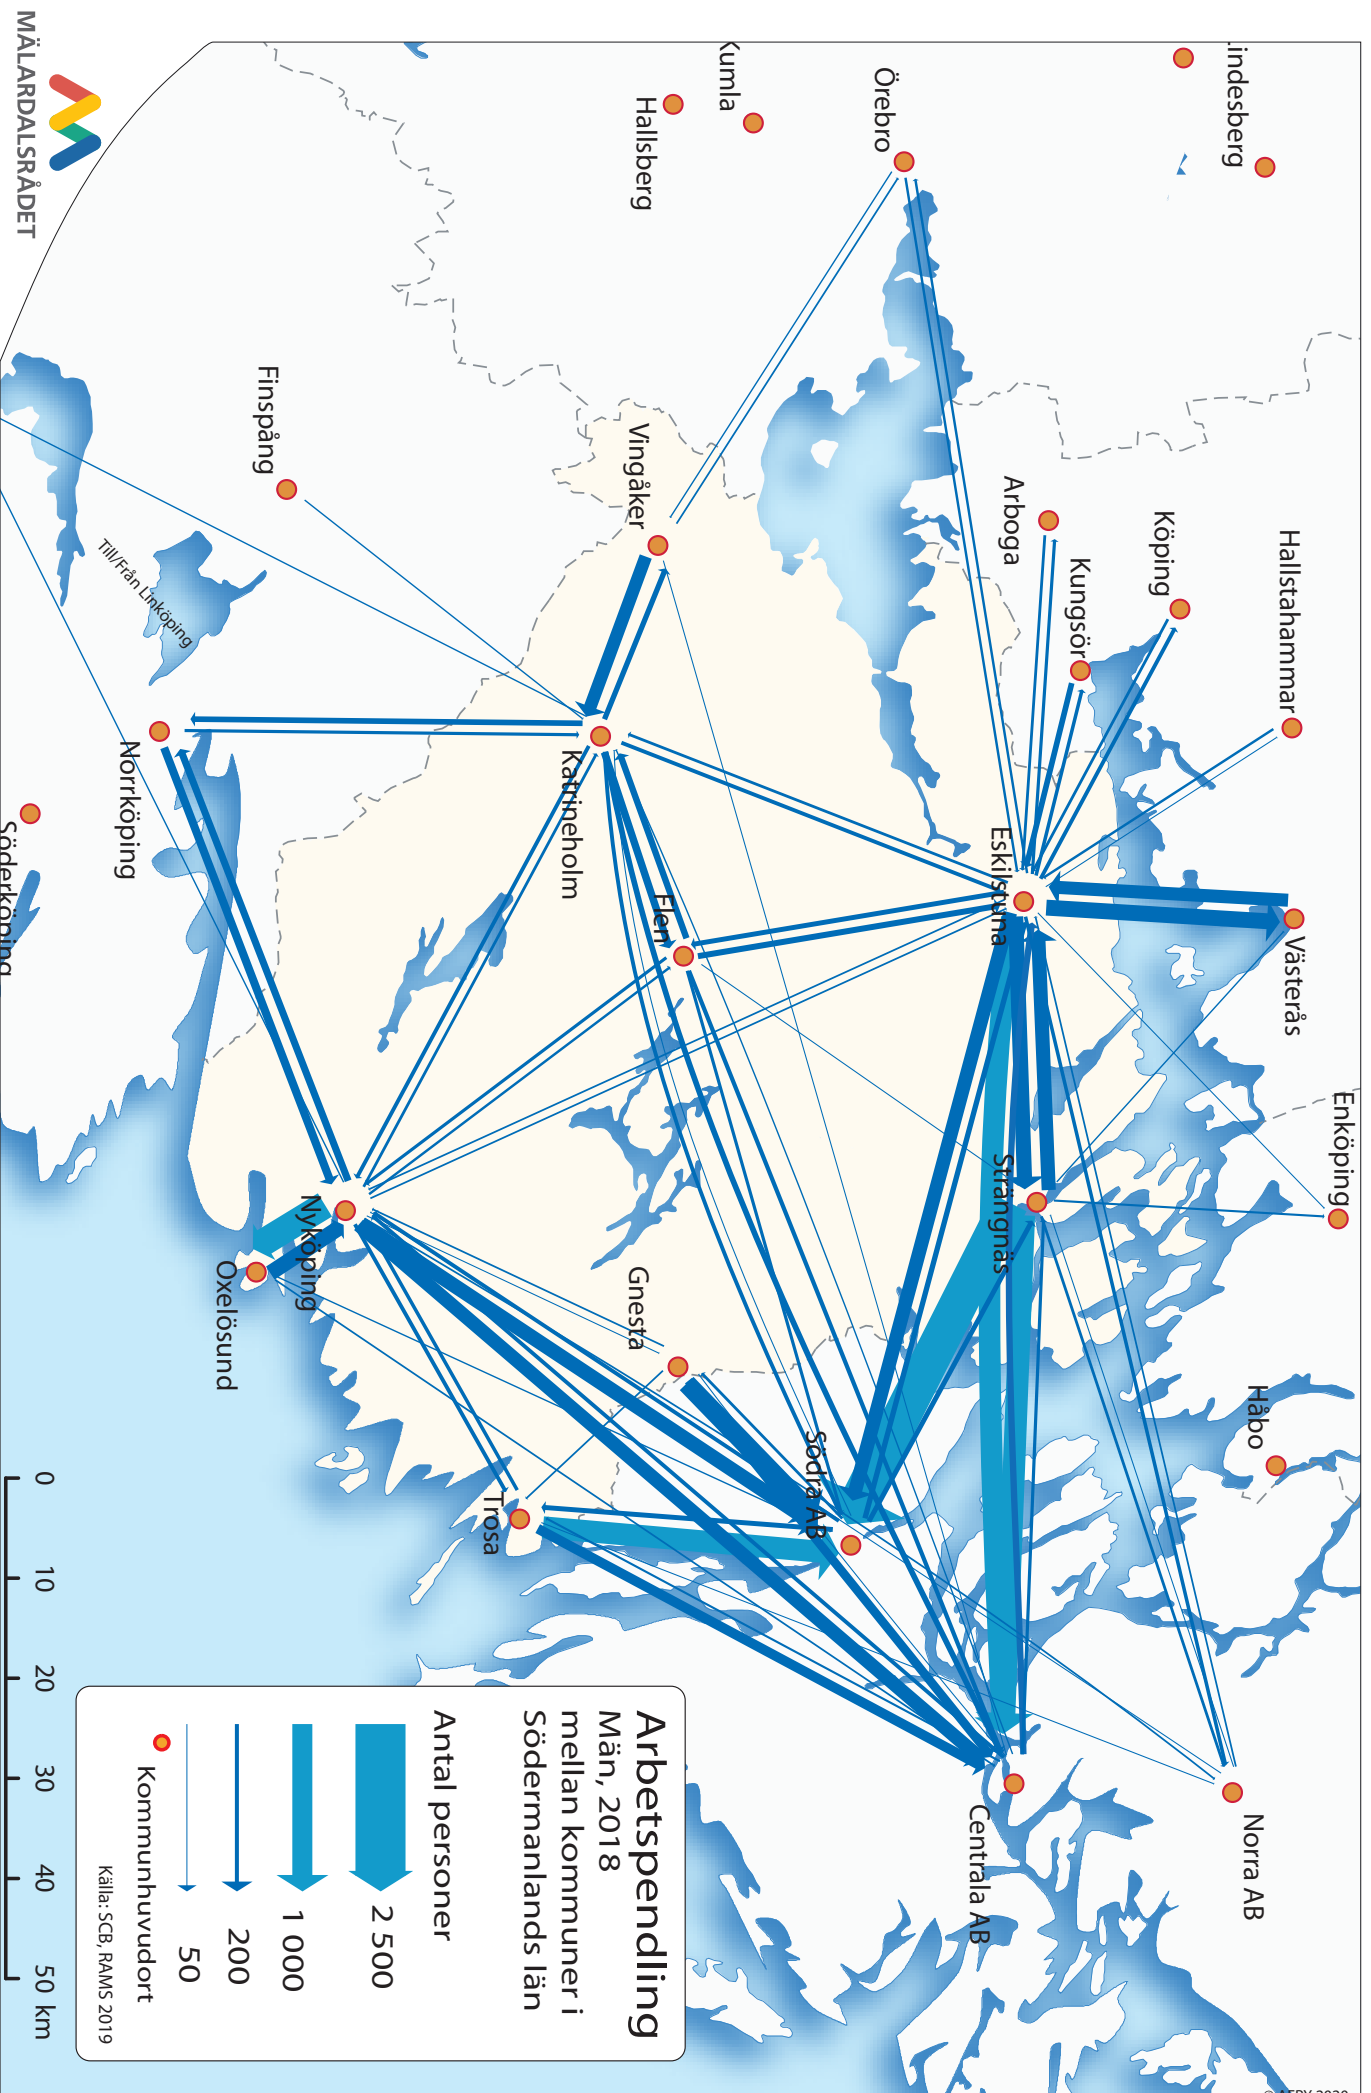 Lindesberg
Örebro
Kumla
Hallsberg
Hallstahammar
Köping
Kungsör
Arboga
Västerås
Enköping
Håbo
Norra AB
Eskilstuna
Strängnäs
Centrala AB
Södra AB
Vingåker
Katrineholm
Flen
Gnesta
Trosa
Finspång
Till/Från Linköping
Norrköping
Söderköping
Nyköping
Oxelösund
Arbetspendling
Män, 2018
mellan kommuner i
Södermanlands län
Antal personer
2 500
1 000
200
50
Kommunhuvudort
Källa: SCB, RAMS 2019
0 10 20 30 40 50 km
MÄLARDALSRÅDET